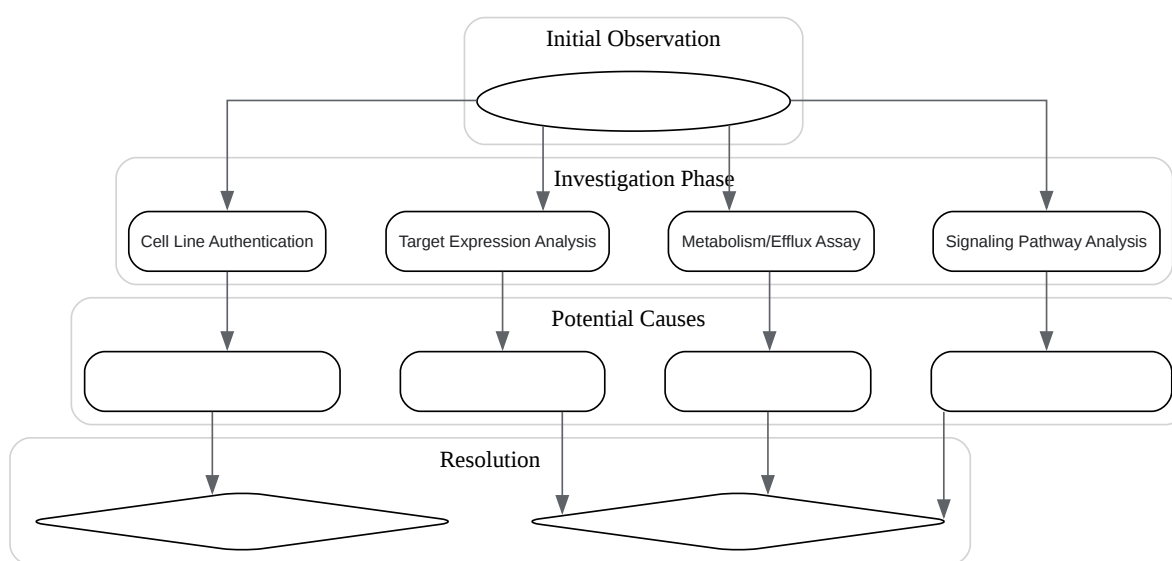 Initial Observation
Investigation Phase
Cell Line Authentication
Target Expression Analysis
Metabolism/Efflux Assay
Signaling Pathway Analysis
Potential Causes
Resolution